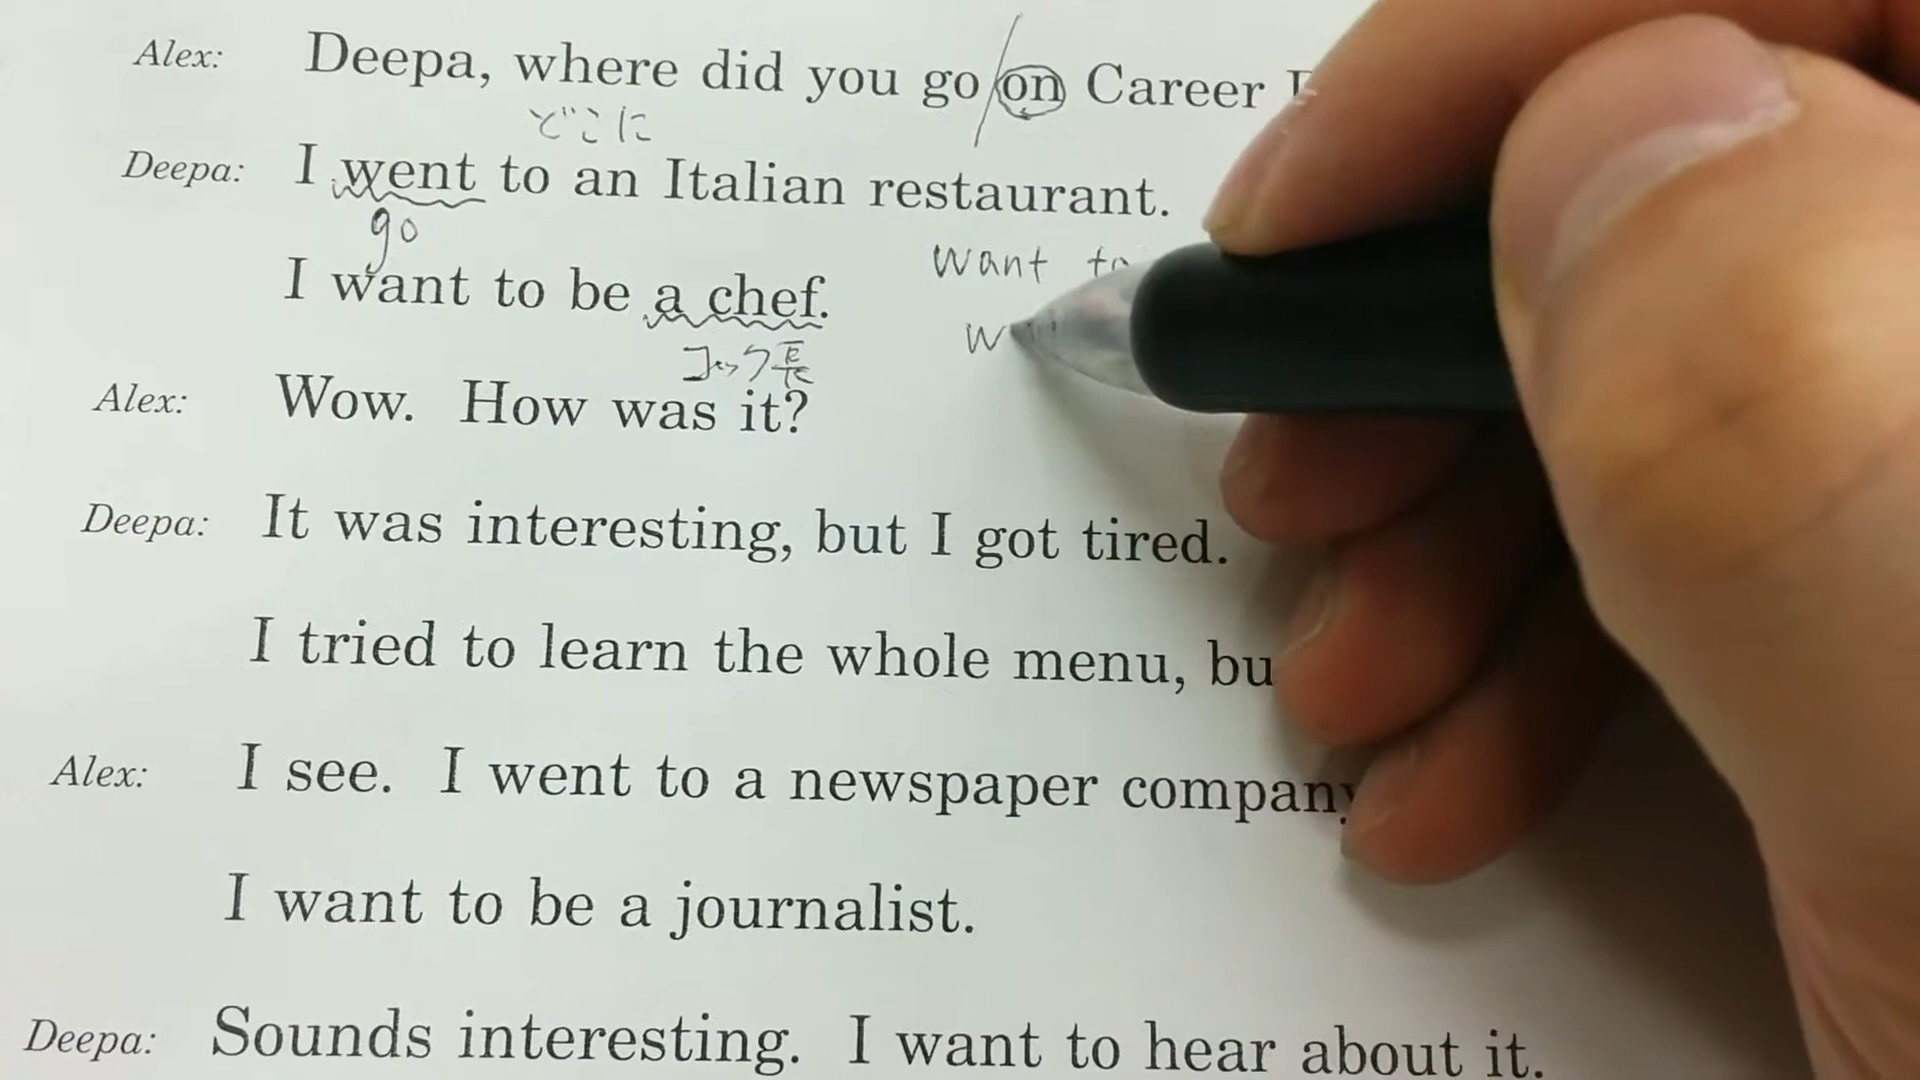 Alex: Deepa, where did you go on Career
どこに
Deepa: I went to an Italian restaurant.
go
want to
I want to be a chef.
w
コック長
Alex: Wow. How was it?
Deepa: It was interesting, but I got tired.
I tried to learn the whole menu, bu
Alex: I see. I went to a newspaper company
I want to be a journalist.
Deepa: Sounds interesting. I want to hear about it.